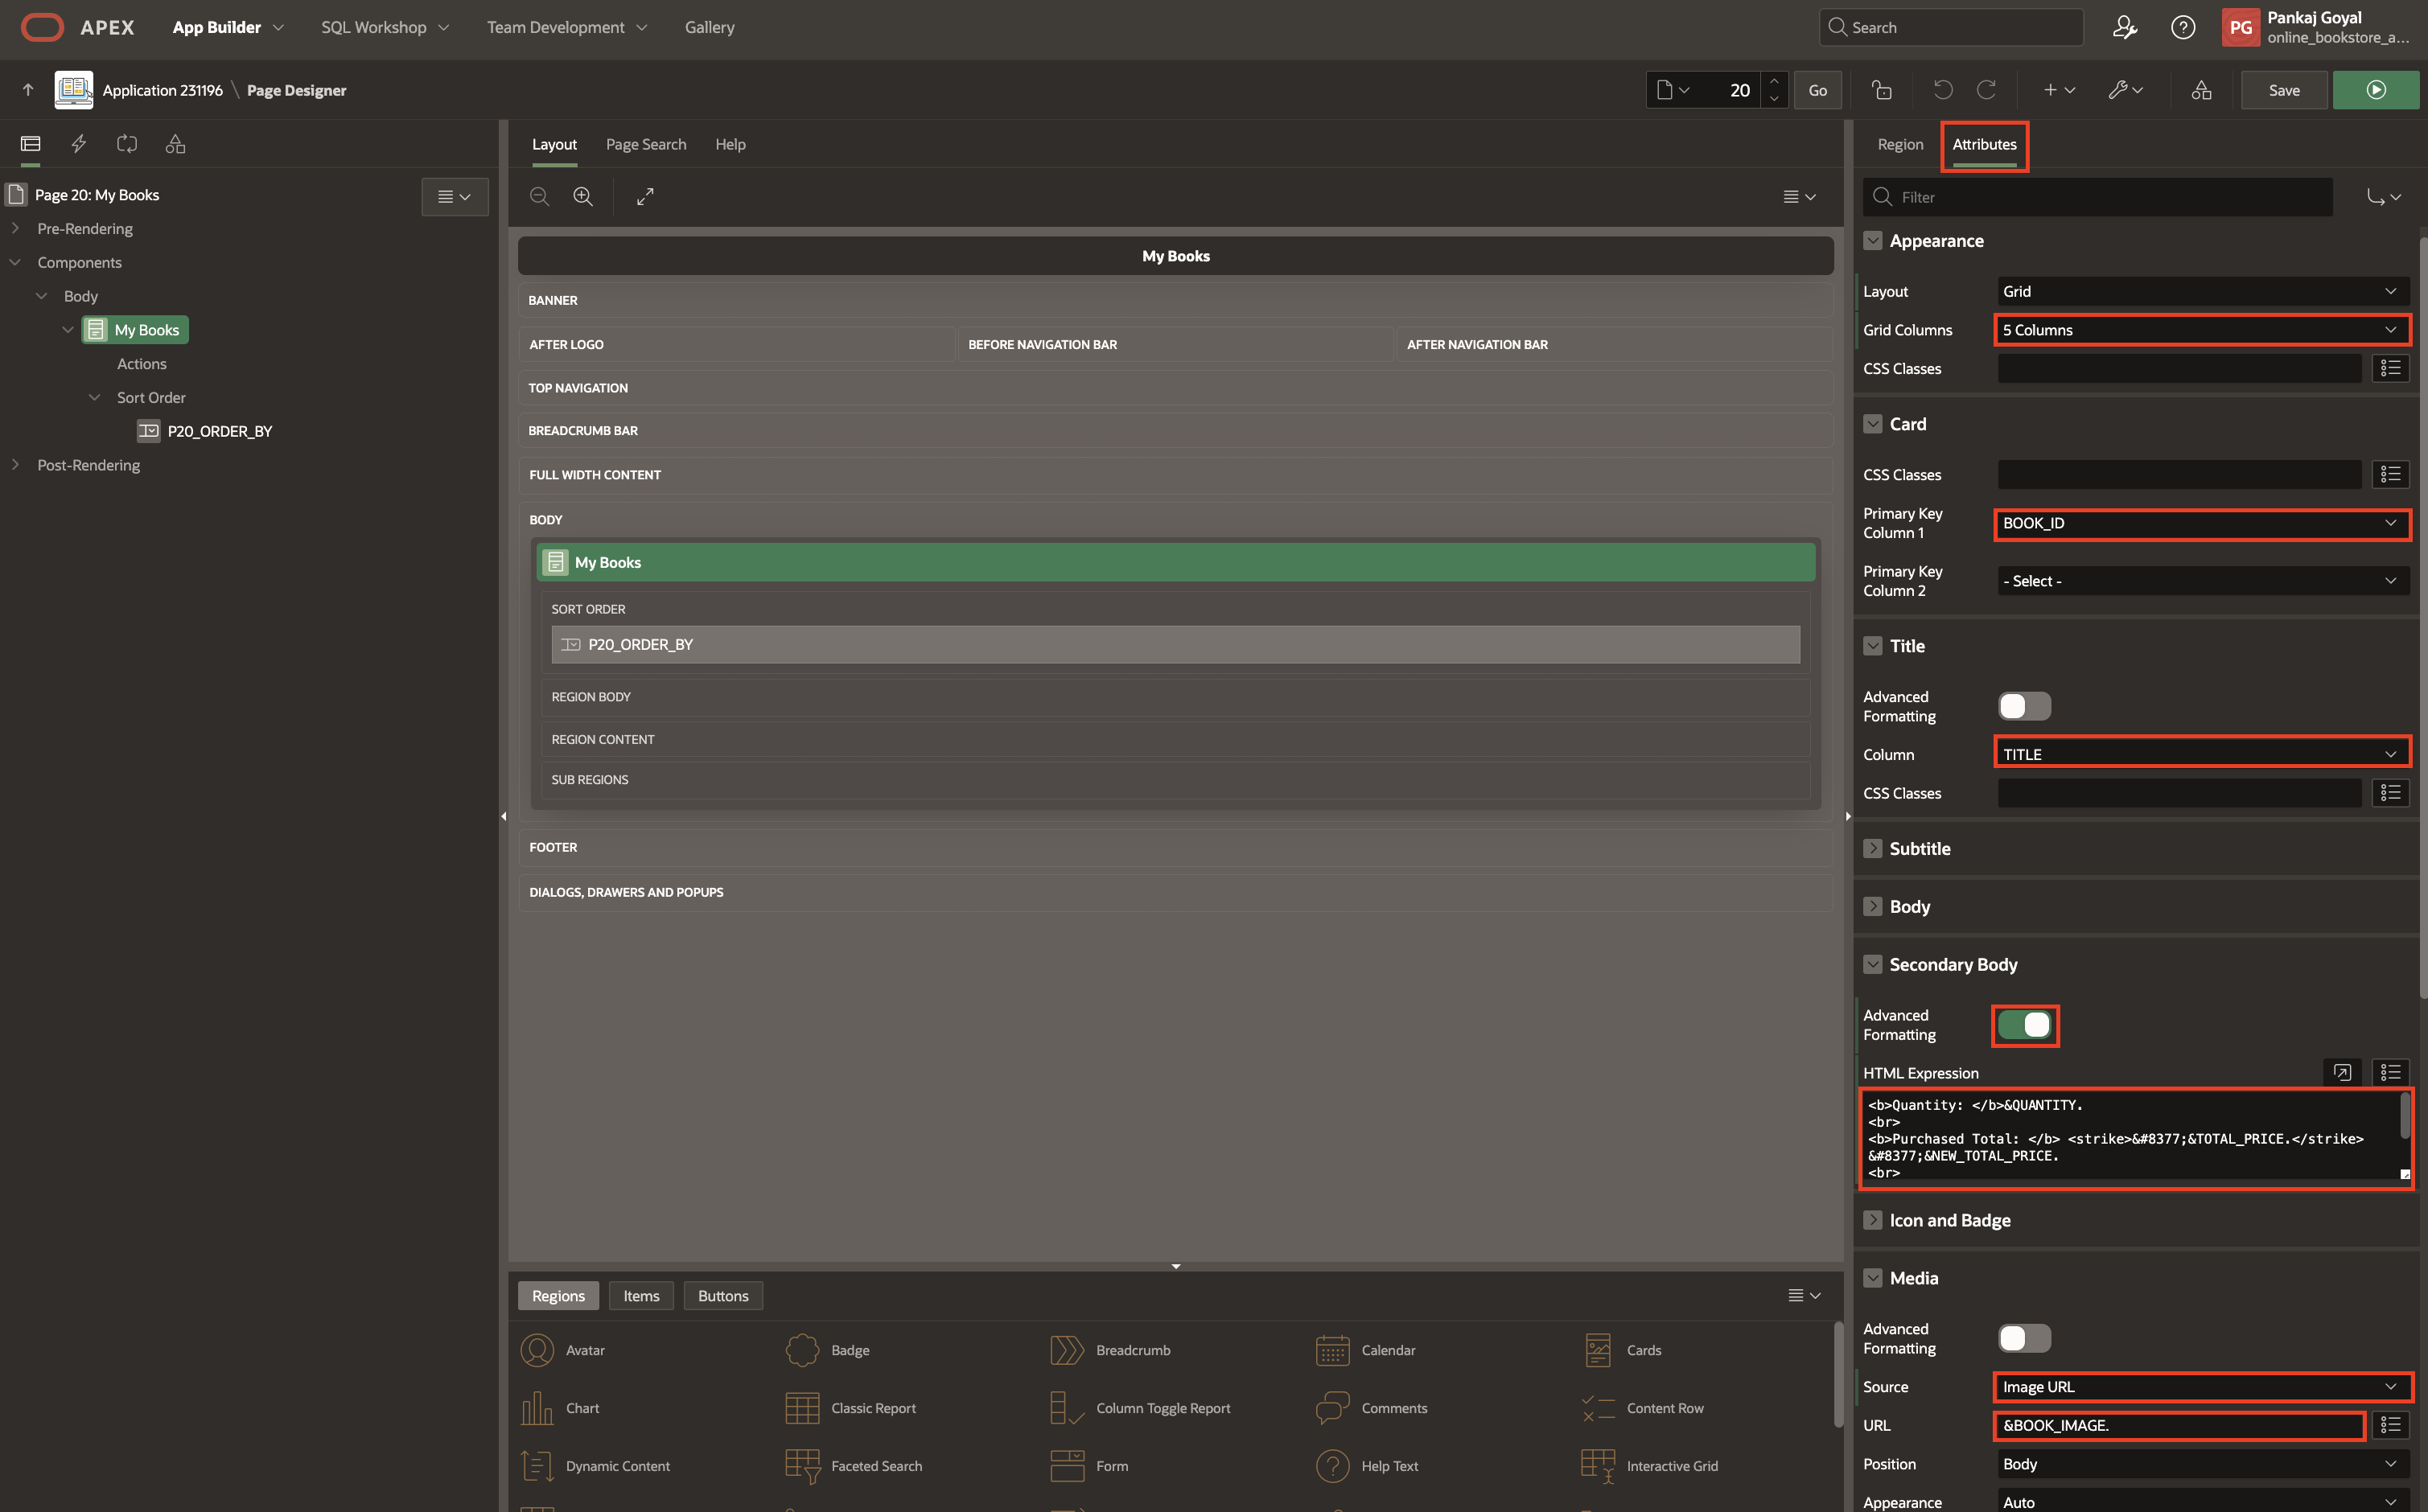 APEX App Builder SQL Workshop Team Development Gallery Search PG Pankaj Goyal
online_bookstore_a...
Application 231196 \ Page Designer 20 Go Save
Layout Page Search Help
Region Attributes
Page 20: My Books
Filter
Pre-Rendering
Components
Body
My Books
Actions
Sort Order
P20_ORDER_BY
Post-Rendering
My Books
BANNER
AFTER LOGO BEFORE NAVIGATION BAR AFTER NAVIGATION BAR
TOP NAVIGATION
BREADCRUMB BAR
FULL WIDTH CONTENT
BODY
My Books
SORT ORDER
P20_ORDER_BY
REGION BODY
REGION CONTENT
SUB REGIONS
FOOTER
DIALOGS, DRAWERS AND POPUPS
Regions Items Buttons
Avatar Badge Breadcrumb Calendar Cards
Chart Classic Report Column Toggle Report Comments Content Row
Dynamic Content Faceted Search Form Help Text Interactive Grid
Appearance
Layout Grid
Grid Columns 5 Columns
CSS Classes
Card
CSS Classes
Primary Key
Column 1 BOOK_ID
Primary Key
Column 2 - Select -
Title
Advanced
Formatting
Column TITLE
CSS Classes
Subtitle
Body
Secondary Body
Advanced
Formatting
HTML Expression
<b>Quantity: </b>&QUANTITY.
<br>
<b>Purchased Total: </b> <strike>&#8377;&TOTAL_PRICE.</strike>
&#8377;&NEW_TOTAL_PRICE.
<br>
Icon and Badge
Media
Advanced
Formatting
Source Image URL
URL &BOOK_IMAGE.
Position Body
Appearance Auto